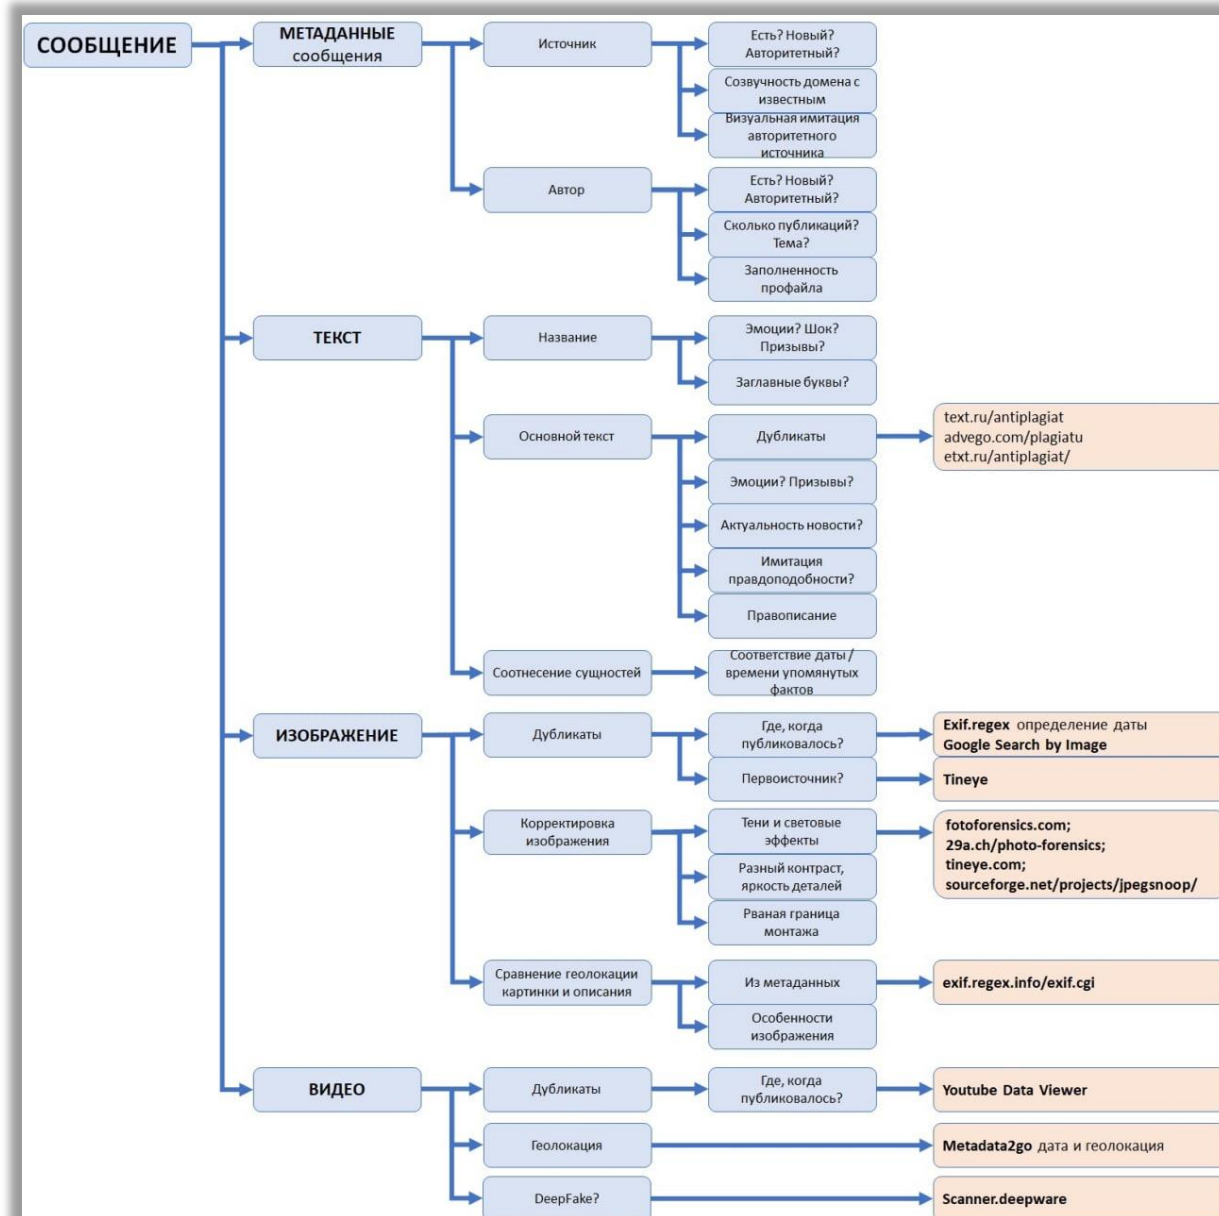 СООБЩЕНИЕ
МЕТАДАННЫЕ
сообщения
Источник
Есть? Новый?
Авторитетный?
Созвучность домена с
известным
Визуальная имитация
авторитетного
источника
Автор
Есть? Новый?
Авторитетный?
Сколько публикаций?
Тема?
Заполненность
профайла
ТЕКСТ
Название
Эмоции? Шок?
Призывы?
Заглавные буквы?
Основной текст
Дубликаты
text.ru/antiplagiat
advego.com/plagiatu
etxt.ru/antiplagiat/
Эмоции? Призывы?
Актуальность новости?
Имитация
правдоподобности?
Правописание
Соотнесение сущностей
Соответствие даты /
времени упомянутых
фактов
ИЗОБРАЖЕНИЕ
Дубликаты
Где, когда
публиковалось?
Exif.regex определение даты
Google Search by Image
Первоисточник?
Tineye
Корректировка
изображения
Тени и световые
эффекты
fotoforensics.com;
29a.ch/photo-forensics;
tineye.com;
sourceforge.net/projects/jpegsnoop/
Разный контраст,
яркость деталей
Рваная граница
монтажа
Сравнение геолокации
картинки и описания
Из метаданных
exif.regex.info/exif.cgi
Особенности
изображения
ВИДЕО
Дубликаты
Где, когда
публиковалось?
Youtube Data Viewer
Геолокация
Metadata2go дата и геолокация
DeepFake?
Scanner.deepware